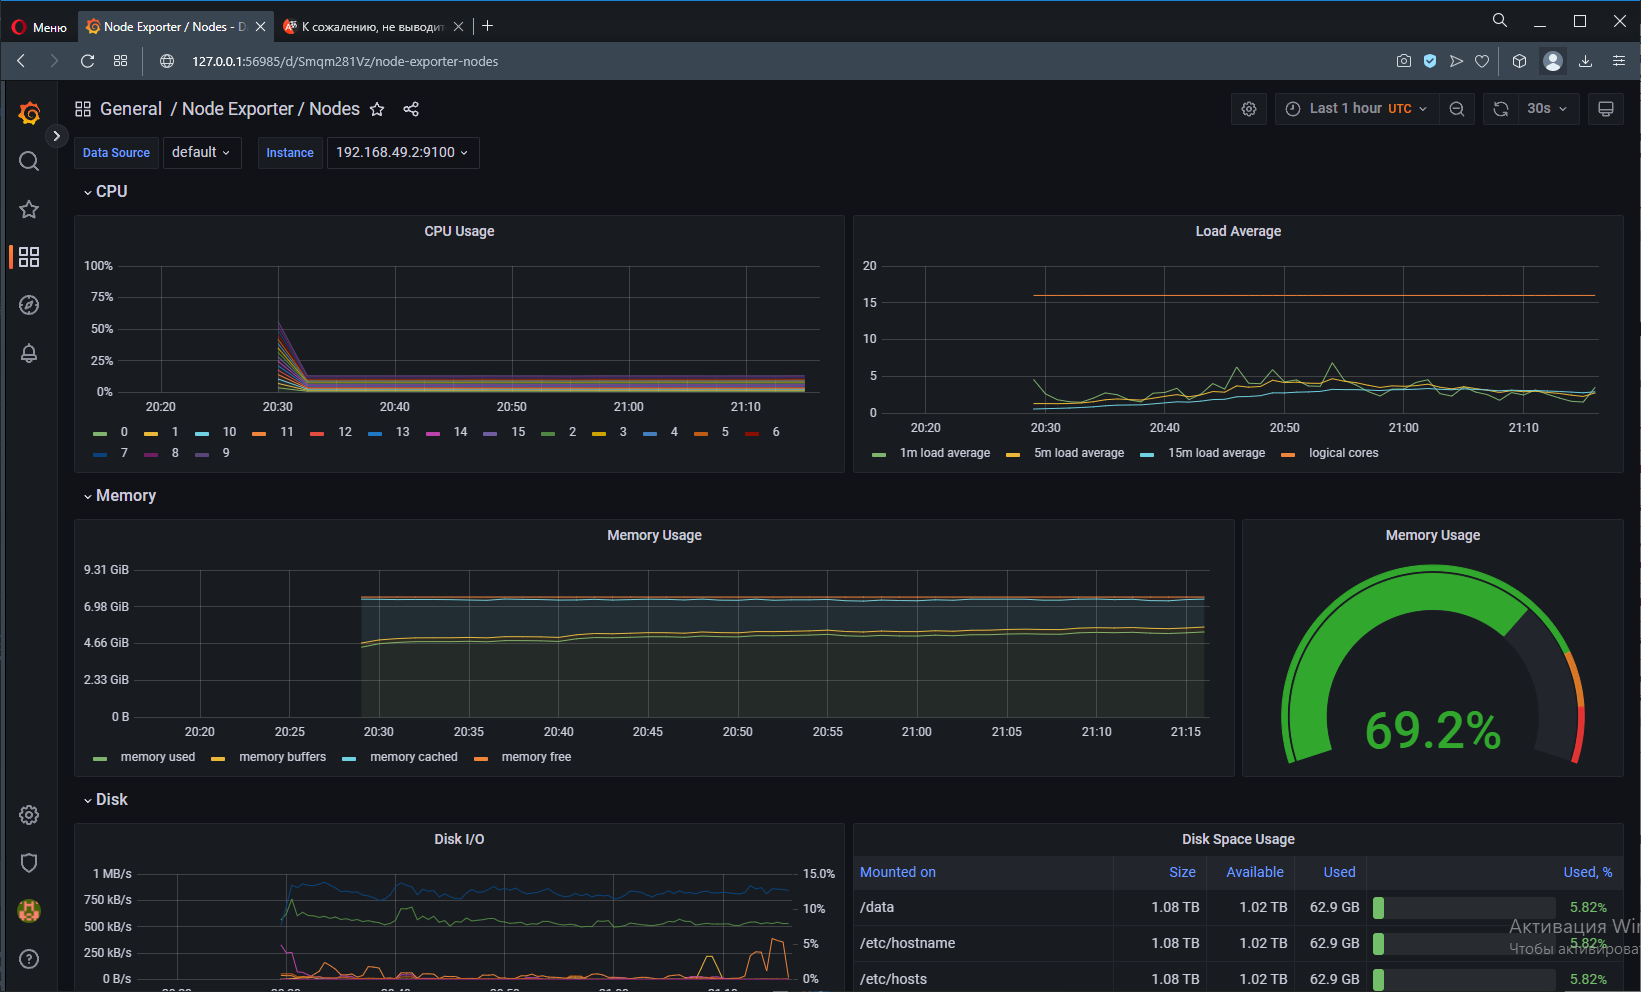 Меню
Node Exporter / Nodes - D
К сожалению, не выводит
127.0.0.1:56985/d/Smqm281Vz/node-exporter-nodes
General / Node Exporter / Nodes
Last 1 hour UTC
30s
Data Source default Instance 192.168.49.2:9100
CPU
CPU Usage
100%
75%
50%
25%
0%
20:20 20:30 20:40 20:50 21:00 21:10
0 1 10 11 12 13 14 15 2 3 4 5 6
7 8 9
Load Average
20
15
10
5
0
20:20 20:30 20:40 20:50 21:00 21:10
1m load average 5m load average 15m load average logical cores
Memory
Memory Usage
9.31 GiB
6.98 GiB
4.66 GiB
2.33 GiB
0 B
20:20 20:25 20:30 20:35 20:40 20:45 20:50 20:55 21:00 21:05 21:10 21:15
memory used memory buffers memory cached memory free
Memory Usage
69.2%
Disk
Disk I/O
1 MB/s 15.0%
750 kB/s
10%
500 kB/s
250 kB/s 5%
0 B/s 0%
Disk Space Usage
Mounted on Size Available Used Used, %
/data 1.08 TB 1.02 TB 62.9 GB 5.82%
/etc/hostname 1.08 TB 1.02 TB 62.9 GB 5.82%
/etc/hosts 1.08 TB 1.02 TB 62.9 GB 5.82%
Активация Wi
Чтобы активирова